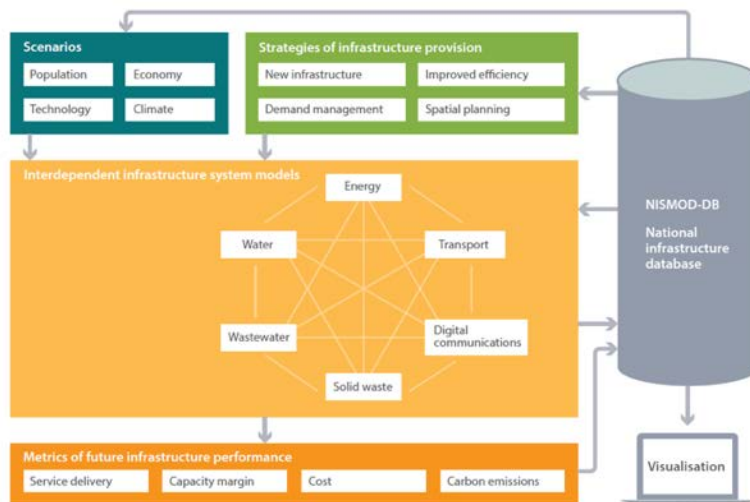 Scenarios
Population
Economy
Technology
Climate
Strategies of infrastructure provision
New infrastructure
Improved efficiency
Demand management
Spatial planning
Interdependent infrastructure system models
Energy
Water
Transport
Wastewater
Digital
communications
Solid waste
NISMOD-DB
National
infrastructure
database
Metrics of future infrastructure performance
Service delivery
Capacity margin
Cost
Carbon emissions
Visualisation